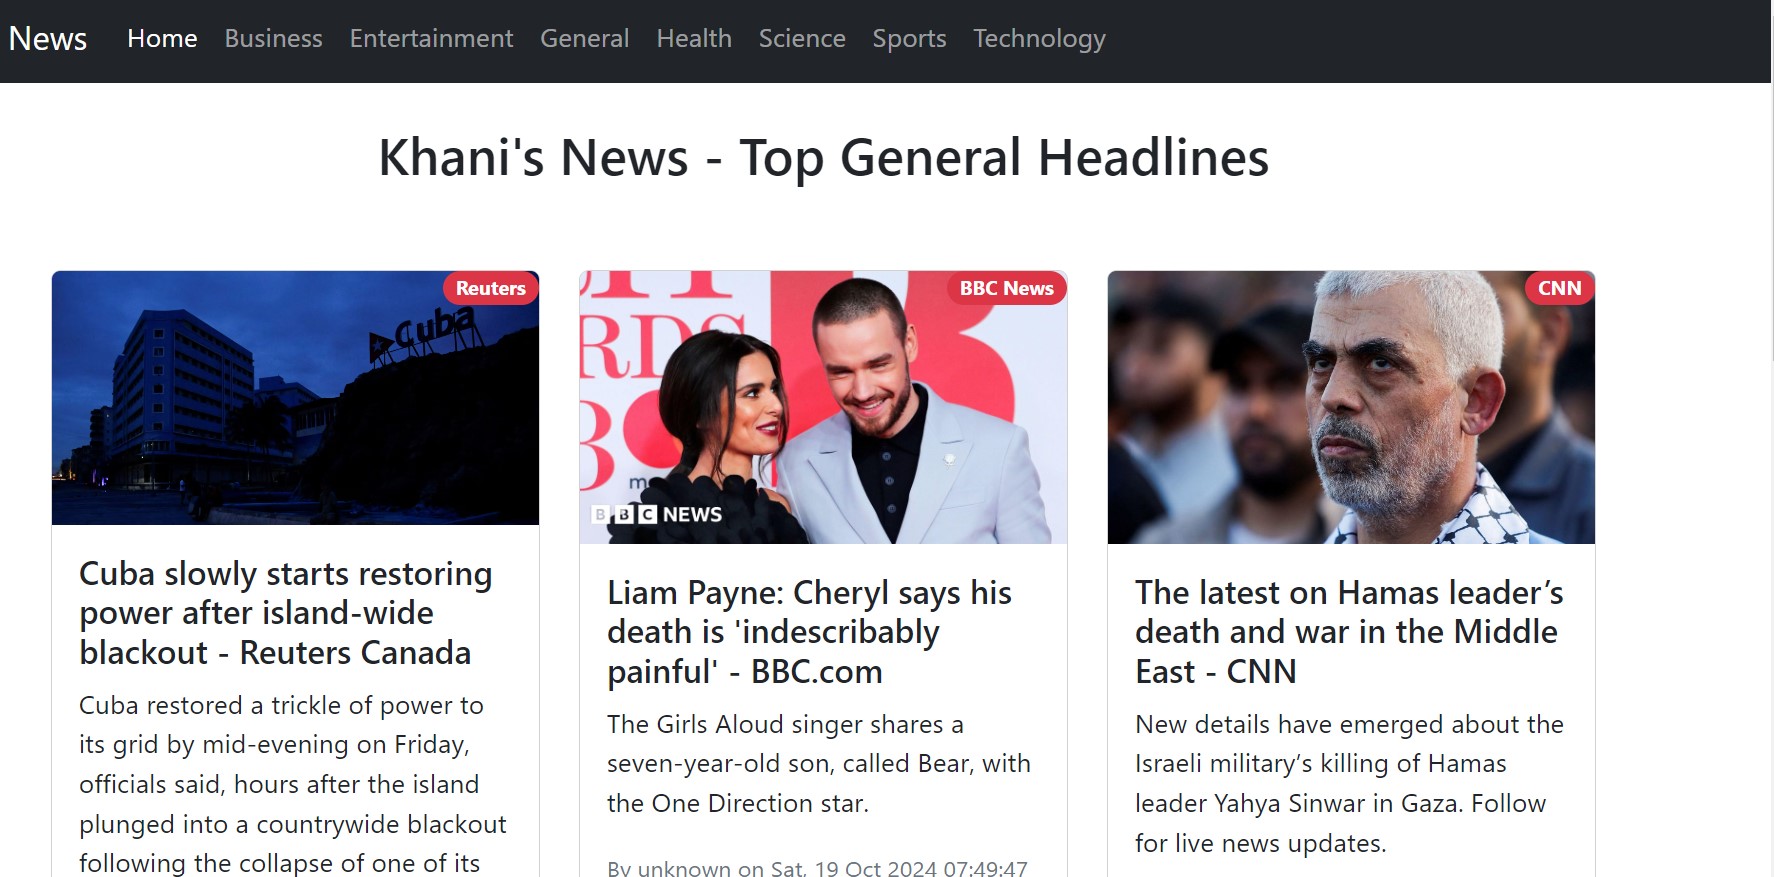 News Home Business Entertainment General Health Science Sports Technology
Khani's News - Top General Headlines
Reuters
Cuba
Cuba slowly starts restoring
power after island-wide
blackout - Reuters Canada
Cuba restored a trickle of power to
its grid by mid-evening on Friday,
officials said, hours after the island
plunged into a countrywide blackout
following the collapse of one of its
BBC News
RDS
BBC NEWS
Liam Payne: Cheryl says his
death is 'indescribably
painful' - BBC.com
The Girls Aloud singer shares a
seven-year-old son, called Bear, with
the One Direction star.
By unknown on Sat, 19 Oct 2024 07:49:47
CNN
The latest on Hamas leader’s
death and war in the Middle
East - CNN
New details have emerged about the
Israeli military’s killing of Hamas
leader Yahya Sinwar in Gaza. Follow
for live news updates.